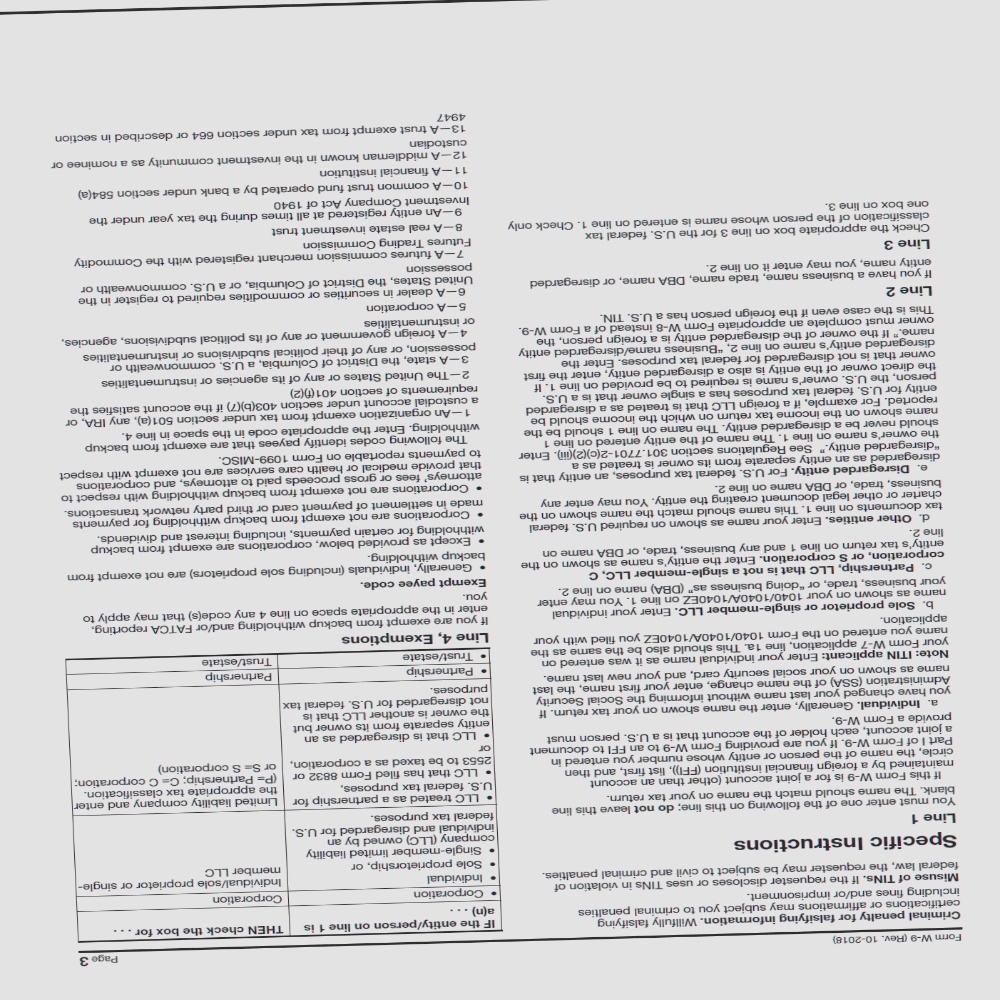 Form W-9 (Rev. 10-2018)
Page 3
Criminal penalty for falsifying information. Willfully falsifying
certifications or affirmations may subject you to criminal penalties
including fines and/or imprisonment.
Misuse of TINs. If the requester discloses or uses TINs in violation of
federal law, the requester may be subject to civil and criminal penalties.
Specific Instructions
Line 1
You must enter one of the following on this line; do not leave this line
blank. The name should match the name on your tax return.
If this Form W-9 is for a joint account (other than an account
maintained by a foreign financial institution (FFI)), list first, and then
circle, the name of the person or entity whose number you entered in
Part I of Form W-9. If you are providing Form W-9 to an FFI to document
a joint account, each holder of the account that is a U.S. person must
provide a Form W-9.
a. Individual. Generally, enter the name shown on your tax return. If
you have changed your last name without informing the Social Security
Administration (SSA) of the name change, enter your first name, the last
name as shown on your social security card, and your new last name.
Note: ITIN applicant: Enter your individual name as it was entered on
your Form W-7 application, line 1a. This should also be the same as the
name you entered on the Form 1040/1040A/1040EZ you filed with your
application.
b. Sole proprietor or single-member LLC. Enter your individual
name as shown on your 1040/1040A/1040EZ on line 1. You may enter
your business, trade, or "doing business as" (DBA) name on line 2.
c. Partnership, LLC that is not a single-member LLC, C
corporation, or S corporation. Enter the entity's name as shown on the
entity's tax return on line 1 and any business, trade, or DBA name on
line 2.
d. Other entities. Enter your name as shown on required U.S. federal
tax documents on line 1. This name should match the name shown on the
charter or other legal document creating the entity. You may enter any
business, trade, or DBA name on line 2.
e. Disregarded entity. For U.S. federal tax purposes, an entity that is
disregarded as an entity separate from its owner is treated as a
"disregarded entity." See Regulations section 301.7701-2(c)(2)(iii). Enter
the owner's name on line 1. The name of the entity entered on line 1
should never be a disregarded entity. The name on line 1 should be the
name shown on the income tax return on which the income should be
reported. For example, if a foreign LLC that is treated as a disregarded
entity for U.S. federal tax purposes has a single owner that is a U.S.
person, the U.S. owner's name is required to be provided on line 1. If
the direct owner of the entity is also a disregarded entity, enter the first
owner that is not disregarded for federal tax purposes. Enter the
disregarded entity's name on line 2, "Business name/disregarded entity
name." If the owner of the disregarded entity is a foreign person, the
owner must complete an appropriate Form W-8 instead of a Form W-9.
This is the case even if the foreign person has a U.S. TIN.
Line 2
If you have a business name, trade name, DBA name, or disregarded
entity name, you may enter it on line 2.
Line 3
Check the appropriate box on line 3 for the U.S. federal tax
classification of the person whose name is entered on line 1. Check only
one box on line 3.
IF the entity/person on line 1 is
a(n) . . .
THEN check the box for . . .
• Corporation
Corporation
• Individual
• Sole proprietorship, or
• Single-member limited liability
company (LLC) owned by an
individual and disregarded for U.S.
federal tax purposes.
Individual/sole proprietor or single-
member LLC
• LLC treated as a partnership for
U.S. federal tax purposes,
• LLC that has filed Form 8832 or
2553 to be taxed as a corporation,
or
• LLC that is disregarded as an
entity separate from its owner but
the owner is another LLC that is
not disregarded for U.S. federal tax
purposes.
Limited liability company and enter
the appropriate tax classification.
(P= Partnership; C= C corporation;
or S= S corporation)
• Partnership
Partnership
• Trust/estate
Trust/estate
Line 4, Exemptions
If you are exempt from backup withholding and/or FATCA reporting,
enter in the appropriate space on line 4 any code(s) that may apply to
you.
Exempt payee code.
• Generally, individuals (including sole proprietors) are not exempt from
backup withholding.
• Except as provided below, corporations are exempt from backup
withholding for certain payments, including interest and dividends.
• Corporations are not exempt from backup withholding for payments
made in settlement of payment card or third party network transactions.
• Corporations are not exempt from backup withholding with respect to
attorneys' fees or gross proceeds paid to attorneys, and corporations
that provide medical or health care services are not exempt with respect
to payments reportable on Form 1099-MISC.
The following codes identify payees that are exempt from backup
withholding. Enter the appropriate code in the space in line 4.
1—An organization exempt from tax under section 501(a), any IRA, or
a custodial account under section 403(b)(7) if the account satisfies the
requirements of section 401(f)(2)
2—The United States or any of its agencies or instrumentalities
3—A state, the District of Columbia, a U.S. commonwealth or
possession, or any of their political subdivisions or instrumentalities
4—A foreign government or any of its political subdivisions, agencies,
or instrumentalities
5—A corporation
6—A dealer in securities or commodities required to register in the
United States, the District of Columbia, or a U.S. commonwealth or
possession
7—A futures commission merchant registered with the Commodity
Futures Trading Commission
8—A real estate investment trust
9—An entity registered at all times during the tax year under the
Investment Company Act of 1940
10—A common trust fund operated by a bank under section 584(a)
11—A financial institution
12—A middleman known in the investment community as a nominee or
custodian
13—A trust exempt from tax under section 664 or described in section
4947